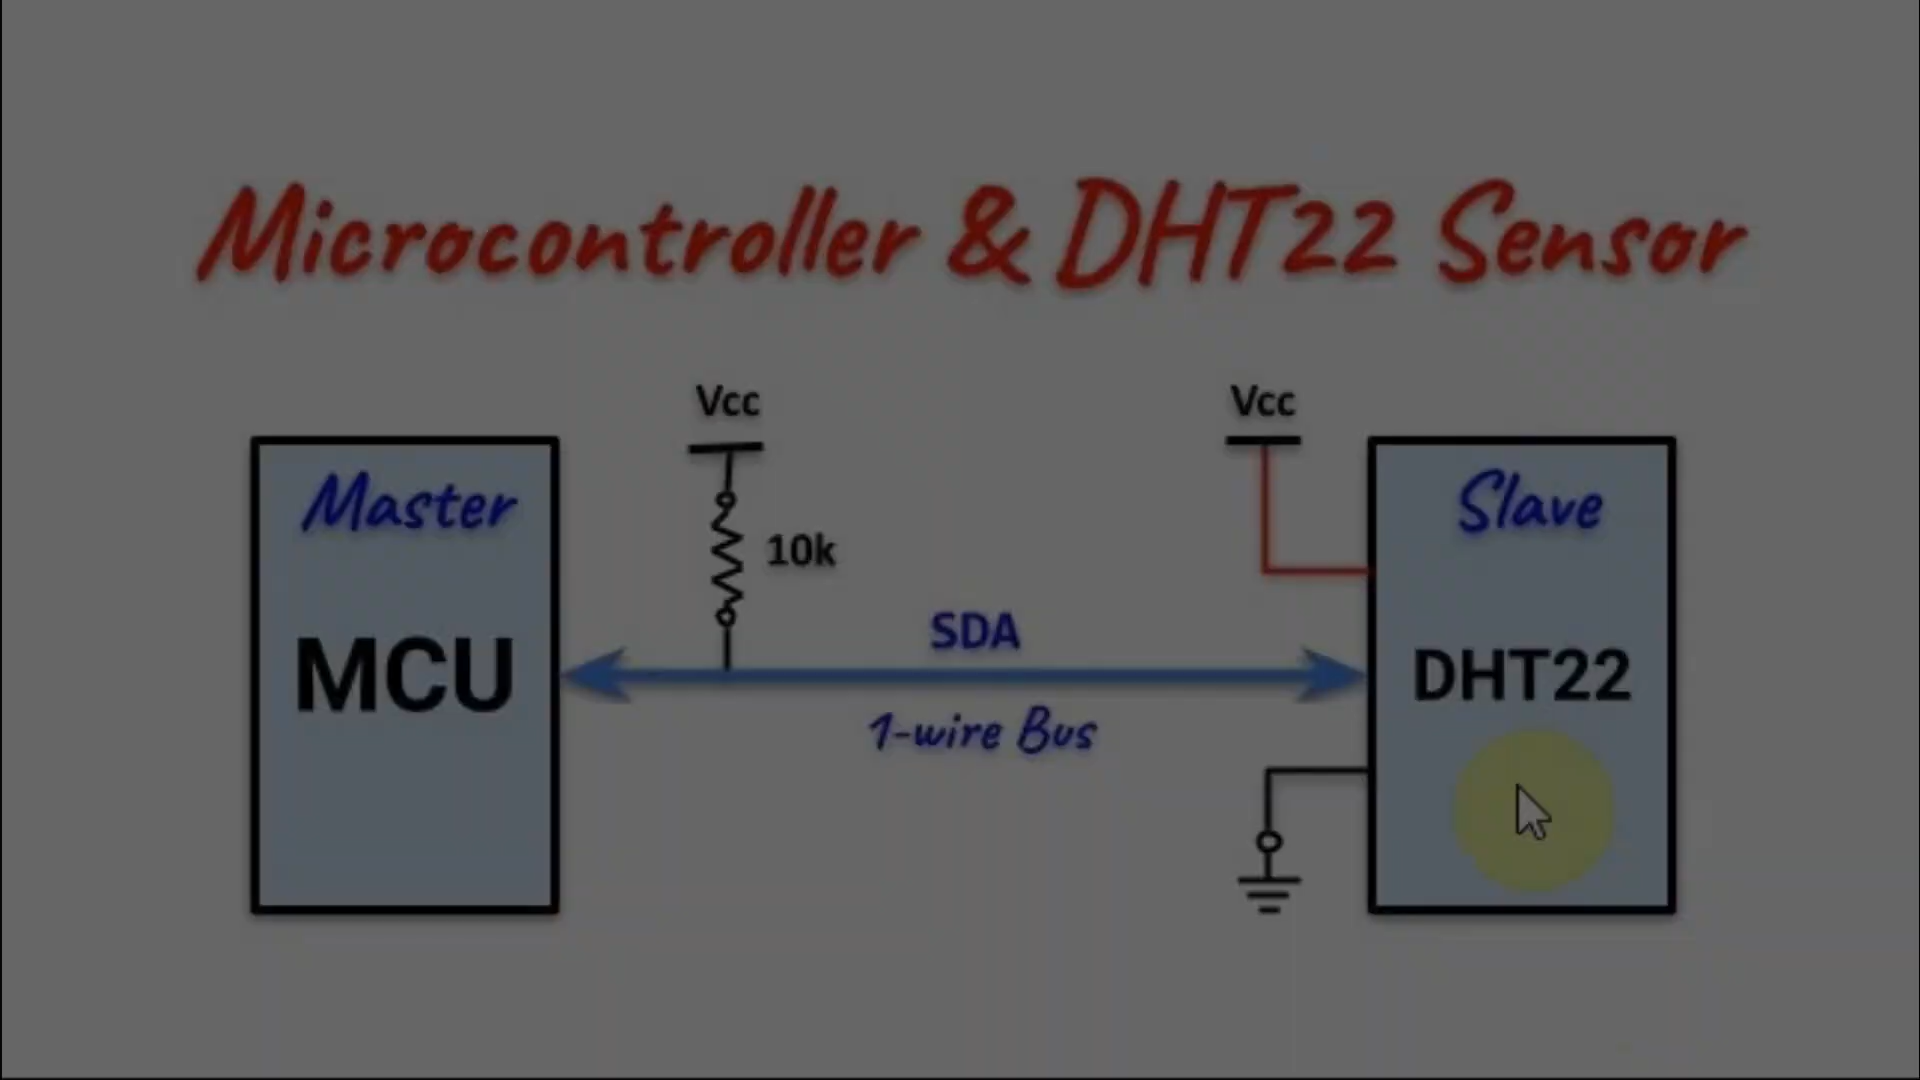 Microcontroller & DHT22 Sensor
Vcc
Vcc
Master
Slave
10k
SDA
MCU
DHT22
1-wire Bus